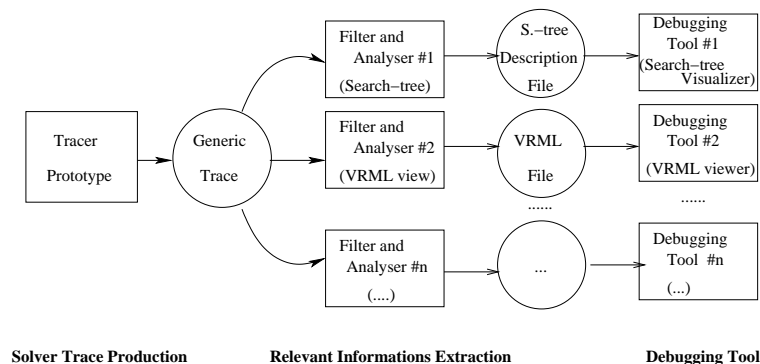 Tracer
Prototype
Generic
Trace
Filter and
Analyser #1
(Search-tree)
S.-tree
Description
File
Debugging
Tool #1
(Search-tree
Visualizer)
Filter and
Analyser #2
(VRML view)
VRML
File
......
Debugging
Tool #2
(VRML viewer)
......
Filter and
Analyser #n
(....)
...
Debugging
Tool #n
(...)
Solver Trace Production
Relevant Informations Extraction
Debugging Tool